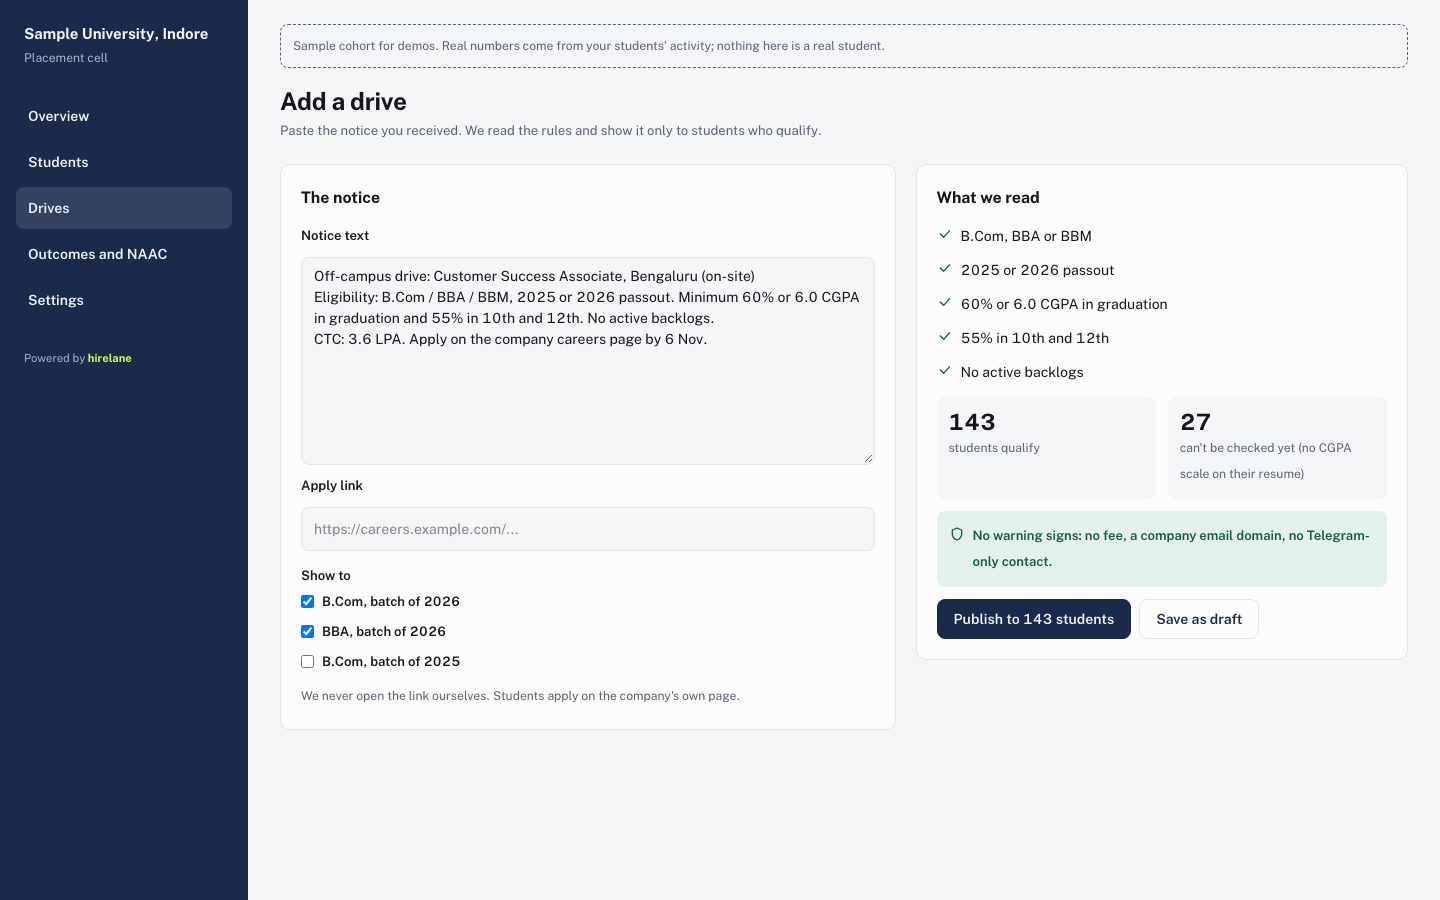 Sample University, Indore
Placement cell
Overview
Students
Drives
Outcomes and NAAC
Settings
Powered by hirelane
Sample cohort for demos. Real numbers come from your students' activity; nothing here is a real student.
Add a drive
Paste the notice you received. We read the rules and show it only to students who qualify.
The notice
Notice text
Off-campus drive: Customer Success Associate, Bengaluru (on-site)
Eligibility: B.Com / BBA / BBM, 2025 or 2026 passout. Minimum 60% or 6.0 CGPA
in graduation and 55% in 10th and 12th. No active backlogs.
CTC: 3.6 LPA. Apply on the company careers page by 6 Nov.
Apply link
https://careers.example.com/...
Show to
B.Com, batch of 2026
BBA, batch of 2026
B.Com, batch of 2025
We never open the link ourselves. Students apply on the company's own page.
What we read
B.Com, BBA or BBM
2025 or 2026 passout
60% or 6.0 CGPA in graduation
55% in 10th and 12th
No active backlogs
143
students qualify
27
can't be checked yet (no CGPA
scale on their resume)
No warning signs: no fee, a company email domain, no Telegram-
only contact.
Publish to 143 students
Save as draft